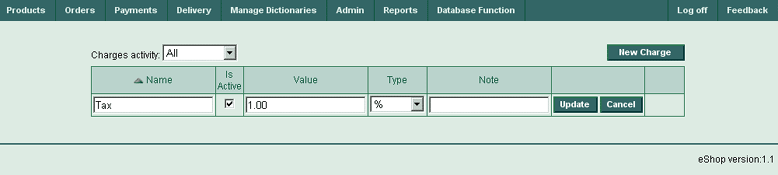 Products Orders Payments Delivery Manage Dictionaries Admin Reports Database Function Log off Feedback
Charges activity: All New Charge
Name Is Active Value Type Note
Tax 1.00 % Update Cancel
eShop version:1.1